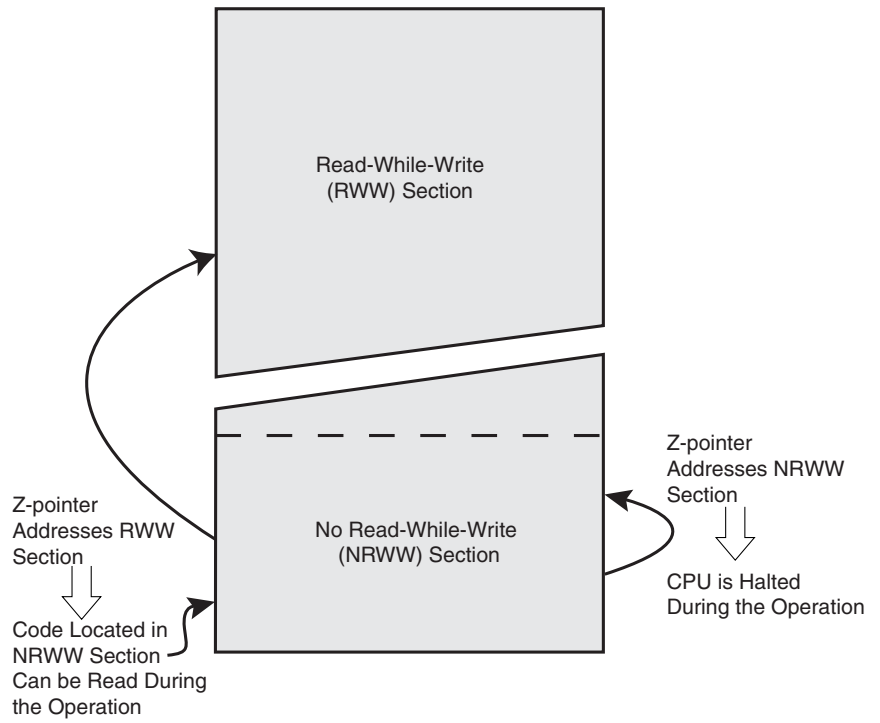 Read-While-Write
(RWW) Section
Z-pointer
Addresses NRWW
Section
Z-pointer
Addresses RWW
Section
No Read-While-Write
(NRWW) Section
CPU is Halted
During the Operation
Code Located in
NRWW Section
Can be Read During
the Operation